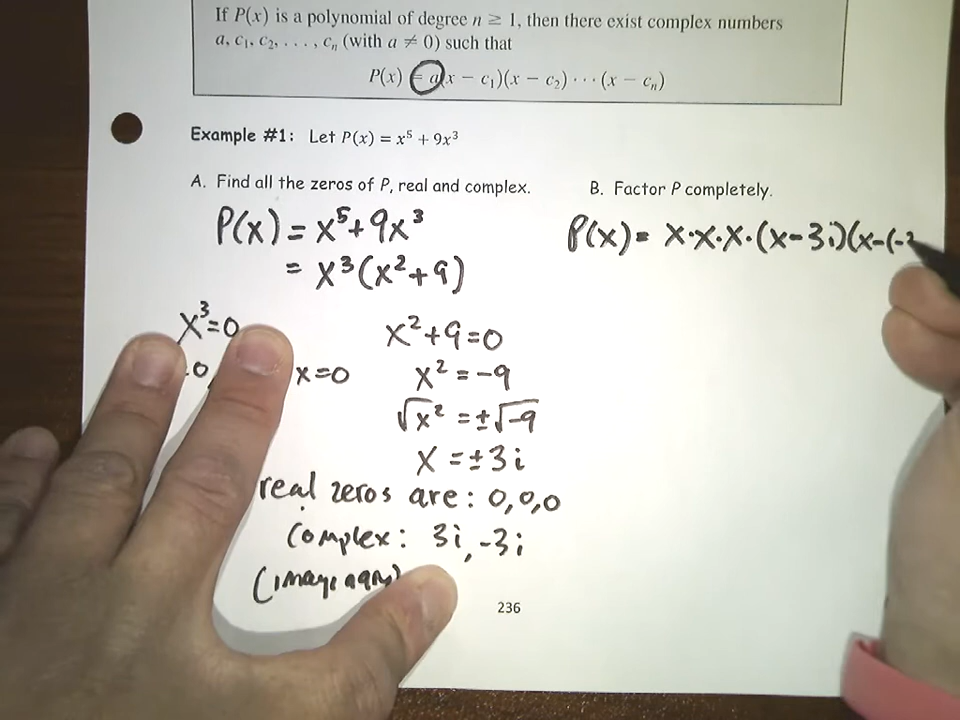 If P(x) is a polynomial of degree n ≥ 1, then there exist complex numbers
a, c₁, c₂, . . . , cₙ (with a ≠ 0) such that
P(x) = a(x − c₁)(x − c₂) · · · (x − cₙ)
Example #1: Let P(x) = x⁵ + 9x³
A. Find all the zeros of P, real and complex.
B. Factor P completely.
P(x) = x⁵+9x³
= x³(x²+9)
P(x) = x·x·x·(x-3i)(x-(-
x³=0
x²+9=0
0, x=0
x² = -9
√x² = ±√-9
x = ±3i
real zeros are: 0,0,0
complex: 3i, -3i
236